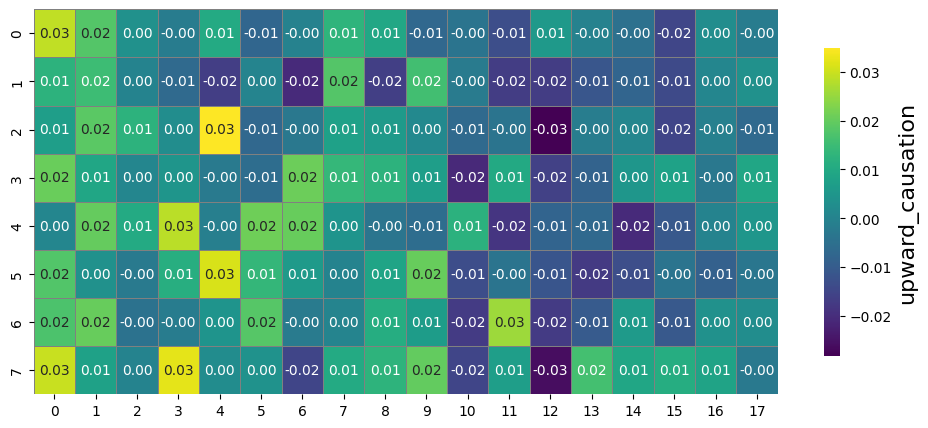 0 0.03 0.02 0.00 -0.00 0.01 -0.01 -0.00 0.01 0.01 -0.01 -0.00 -0.01 0.01 -0.00 -0.00 -0.02 0.00 -0.00
1 0.01 0.02 0.00 -0.01 -0.02 0.00 -0.02 0.02 -0.02 0.02 -0.00 -0.02 -0.02 -0.01 -0.01 -0.01 0.00 0.00
2 0.01 0.02 0.01 0.00 0.03 -0.01 -0.00 0.01 0.01 0.00 -0.01 -0.00 -0.03 -0.00 0.00 -0.02 -0.00 -0.01
3 0.02 0.01 0.00 0.00 -0.00 -0.01 0.02 0.01 0.01 0.00 -0.02 0.01 -0.02 -0.01 0.00 0.01 -0.00 0.01
4 0.00 0.02 0.01 0.03 -0.00 0.02 0.02 0.00 -0.00 -0.00 0.01 -0.02 -0.01 -0.01 -0.02 -0.01 0.00 0.00
5 0.02 0.00 -0.00 0.01 0.03 0.01 0.01 0.00 0.01 0.02 -0.01 -0.00 -0.01 -0.02 -0.01 -0.00 -0.01 -0.00
6 0.02 0.02 -0.00 -0.00 0.00 0.02 -0.00 0.00 0.01 0.01 -0.02 0.03 -0.02 -0.01 0.01 -0.01 0.00 0.00
7 0.03 0.01 0.00 0.03 0.00 0.00 -0.02 0.01 0.01 0.02 -0.02 0.01 -0.03 0.02 0.01 0.01 0.01 -0.00
0 1 2 3 4 5 6 7 8 9 10 11 12 13 14 15 16 17
0.03
0.02
0.01
0.00
−0.01
−0.02
upward_causation